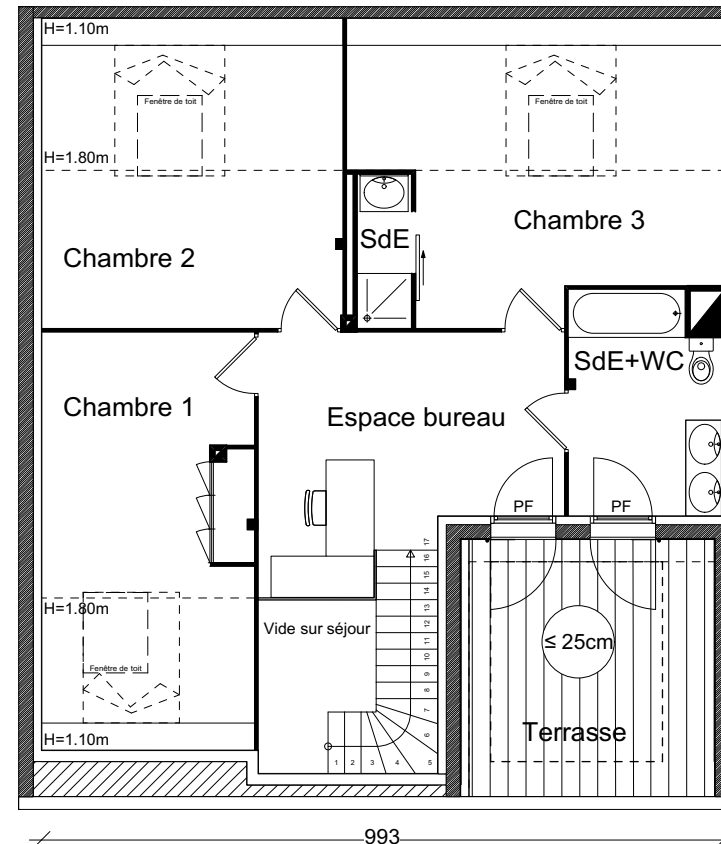 H=1.10m
Fenêtre de toit
Fenêtre de toit
H=1.80m
Chambre 3
SdE
Chambre 2
SdE+WC
Chambre 1
Espace bureau
PF
PF
17
16
15
14
13
12
11
10
9
8
7
6
5
4
3
2
1
H=1.80m
Vide sur séjour
≤ 25cm
Fenêtre de toit
Terrasse
H=1.10m
993